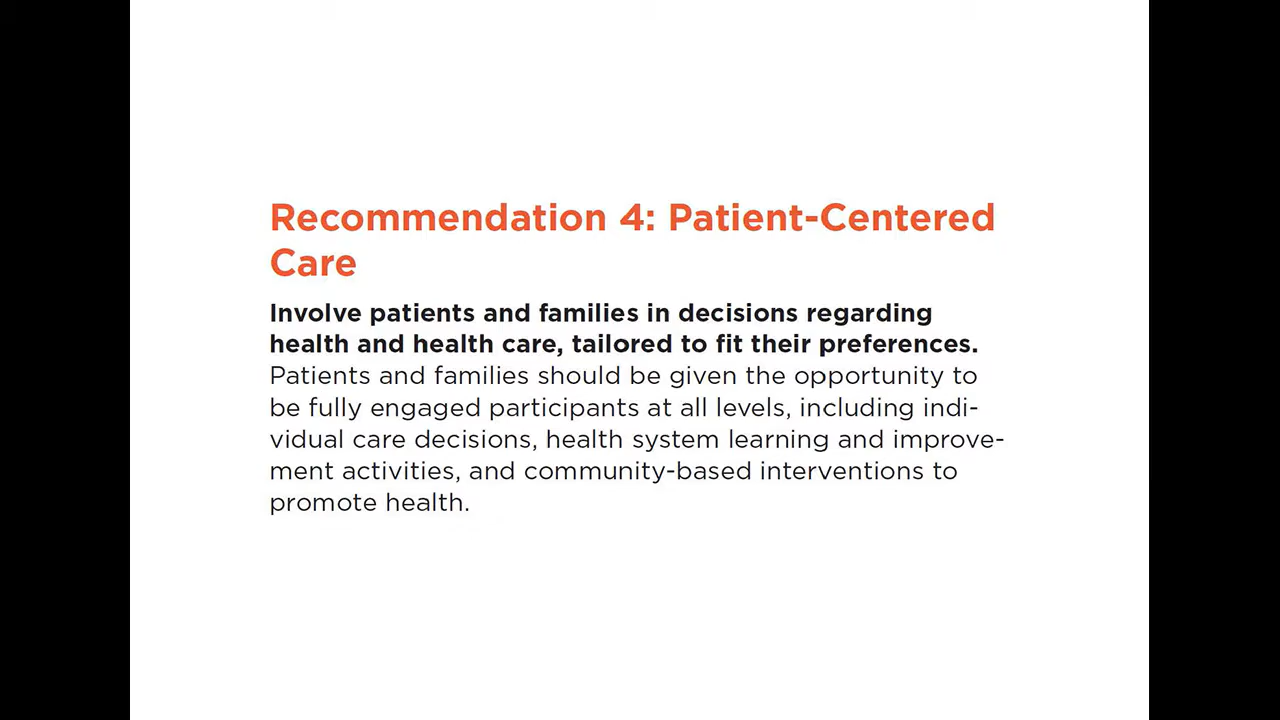 Recommendation 4: Patient-Centered
Care
Involve patients and families in decisions regarding
health and health care, tailored to fit their preferences.
Patients and families should be given the opportunity to
be fully engaged participants at all levels, including indi-
vidual care decisions, health system learning and improve-
ment activities, and community-based interventions to
promote health.